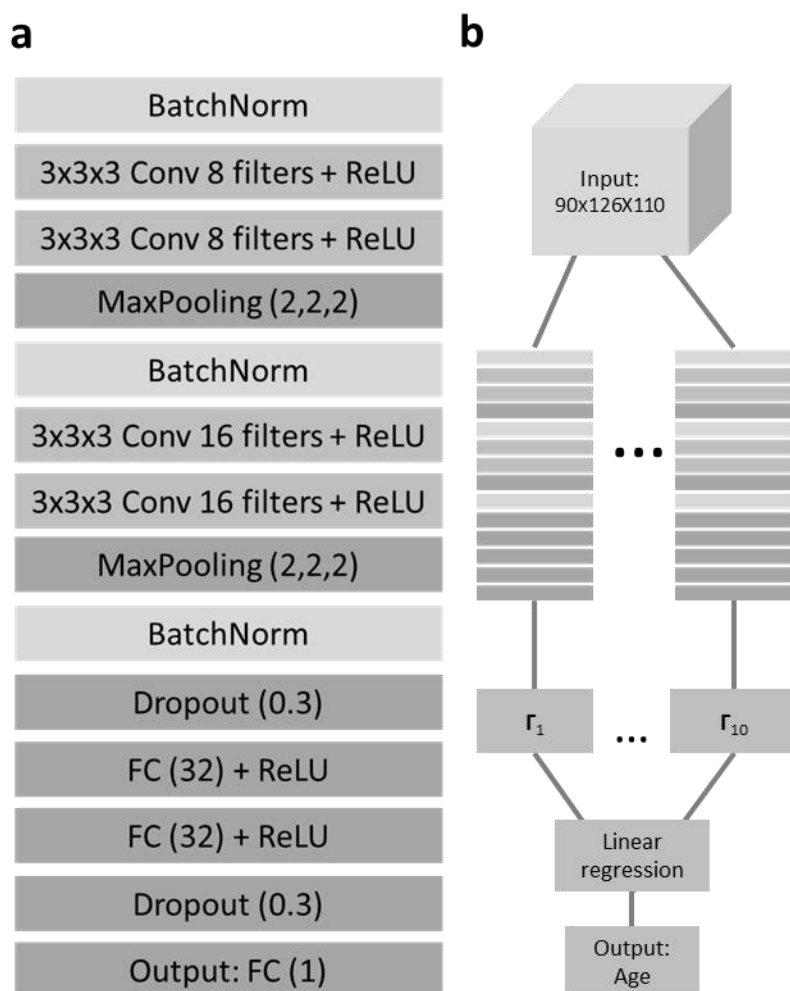 a
BatchNorm
3x3x3 Conv 8 filters + ReLU
3x3x3 Conv 8 filters + ReLU
MaxPooling (2,2,2)
BatchNorm
3x3x3 Conv 16 filters + ReLU
3x3x3 Conv 16 filters + ReLU
MaxPooling (2,2,2)
BatchNorm
Dropout (0.3)
FC (32) + ReLU
FC (32) + ReLU
Dropout (0.3)
Output: FC (1)
b
Input:
90x126X110
...
r₁
...
r₁₀
Linear
regression
Output:
Age